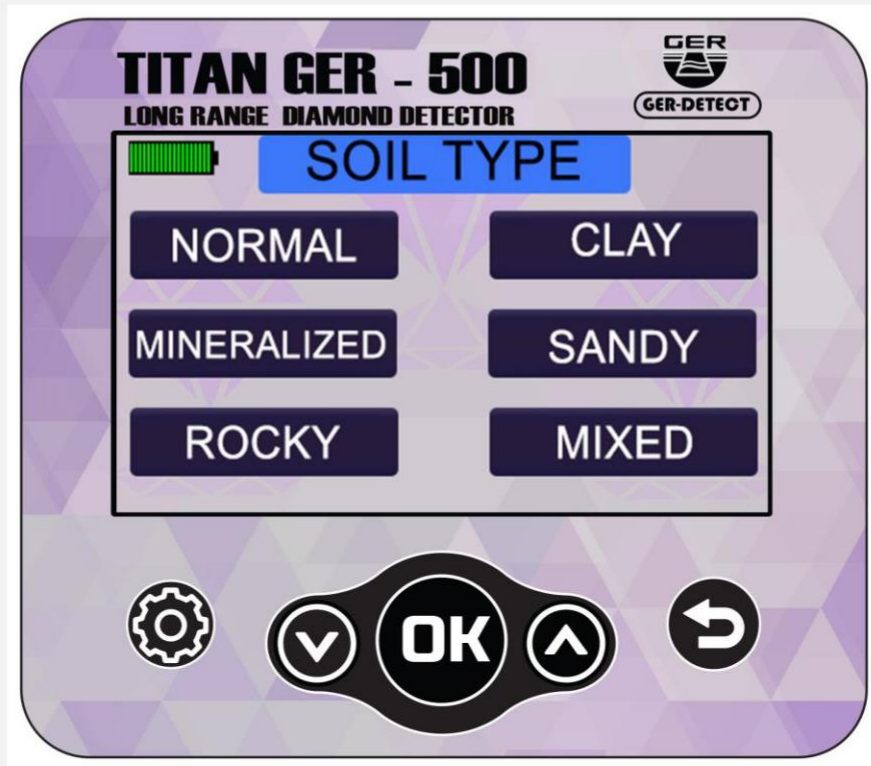 TITAN GER - 500
LONG RANGE DIAMOND DETECTOR
GER
GER-DETECT
SOIL TYPE
NORMAL
CLAY
MINERALIZED
SANDY
ROCKY
MIXED
OK